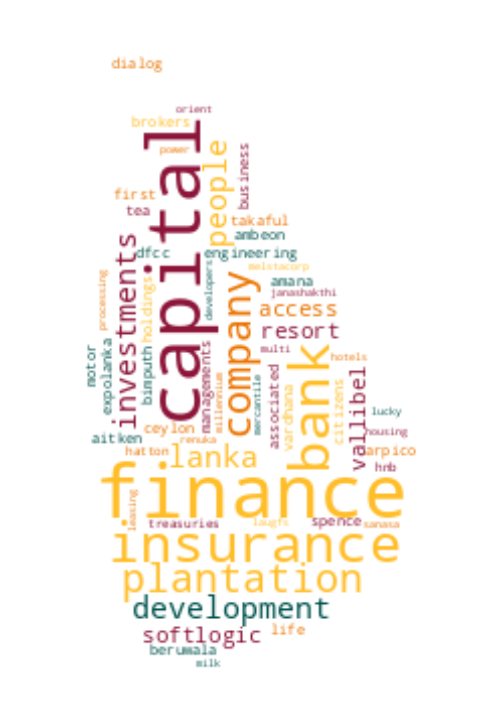 dialog
orient
brokers
capital
power
people
business
first
tea
takaful
ambeon
investments
dfcc
engineering
melstacorp
holdings
developers
processing
amana
janashakthi
company
access
resort
motor
expolanka
bimputh
managements
millennium
mercantile
multi
associated
bank
hotels
vardhana
citizens
vallibel
lucky
ceylon
aitken
renuka
housing
hatton
lanka
arpico
hnb
finance
leasing
treasuries
laugfs
spence
sanasa
insurance
plantation
development
softlogic
life
beruwala
milk